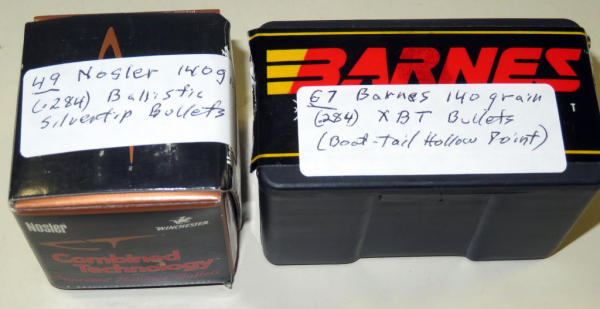 49 Nosler 140g
(.284) Ballistic
Silvertip Bullets
Nosler
WINCHESTER
Combined
Technology
BARNES
67 Barnes 140 grain
(284) XBT Bullets
(Boat-tail Hollow Point)